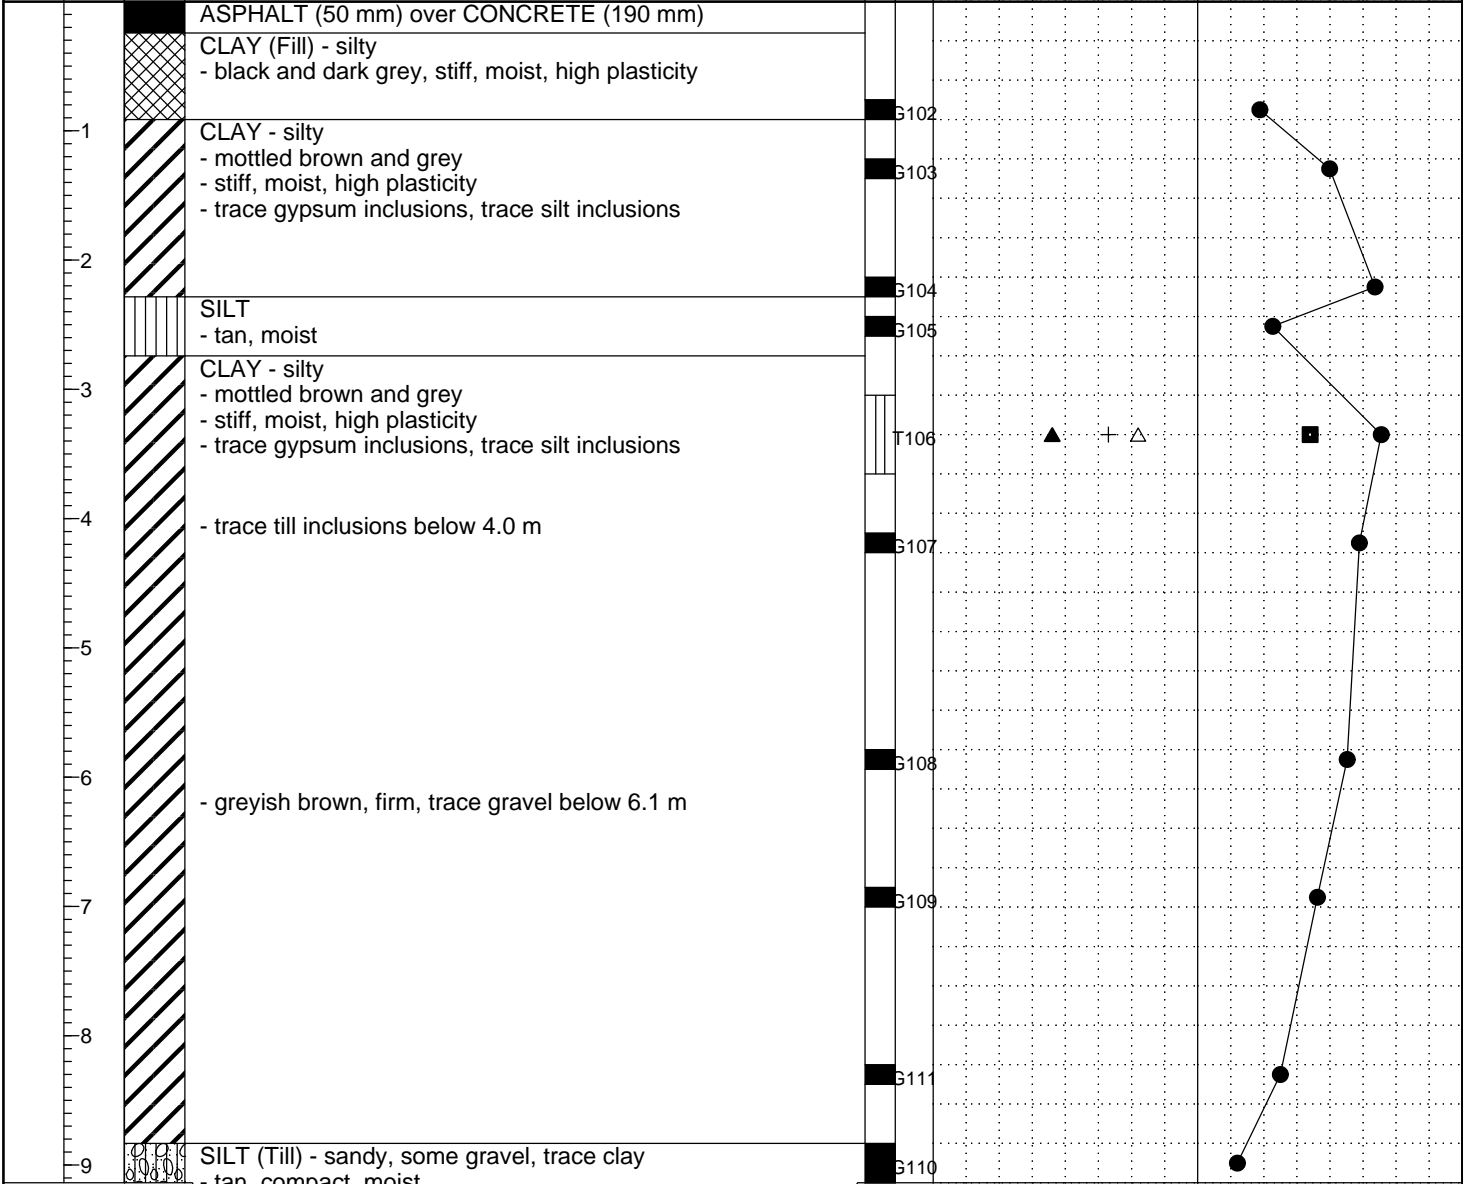 ASPHALT (50 mm) over CONCRETE (190 mm)
CLAY (Fill) - silty
- black and dark grey, stiff, moist, high plasticity
G102
1
CLAY - silty
- mottled brown and grey
- stiff, moist, high plasticity
- trace gypsum inclusions, trace silt inclusions
G103
2
G104
SILT
- tan, moist
G105
CLAY - silty
- mottled brown and grey
- stiff, moist, high plasticity
- trace gypsum inclusions, trace silt inclusions
3
T106
4
- trace till inclusions below 4.0 m
G107
5
G108
6
- greyish brown, firm, trace gravel below 6.1 m
G109
7
8
G111
SILT (Till) - sandy, some gravel, trace clay
9
G110
- tan, compact, moist